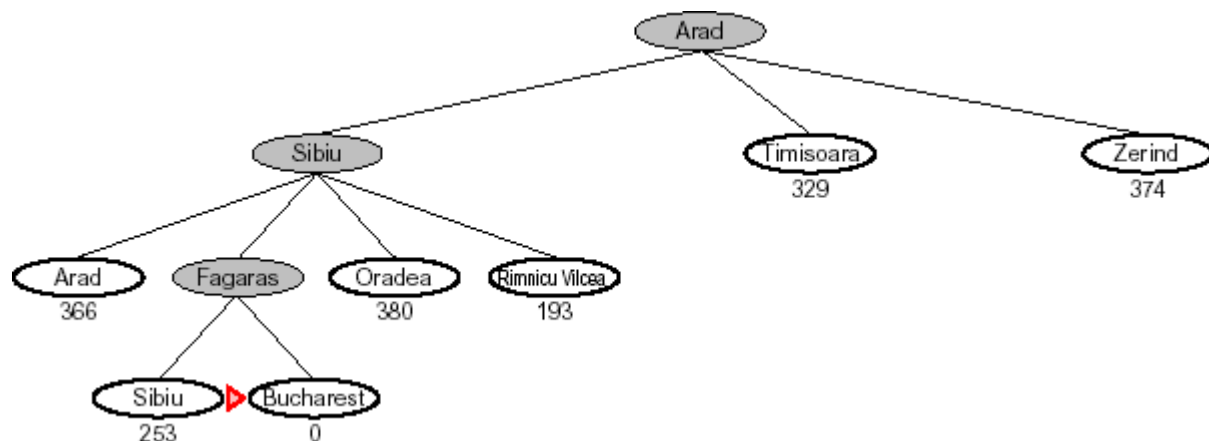 Arad
Sibiu
Timisoara
Zerind
329
374
Arad
Fagaras
Oradea
Rimnicu Vilcea
366
380
193
Sibiu
Bucharest
253
0